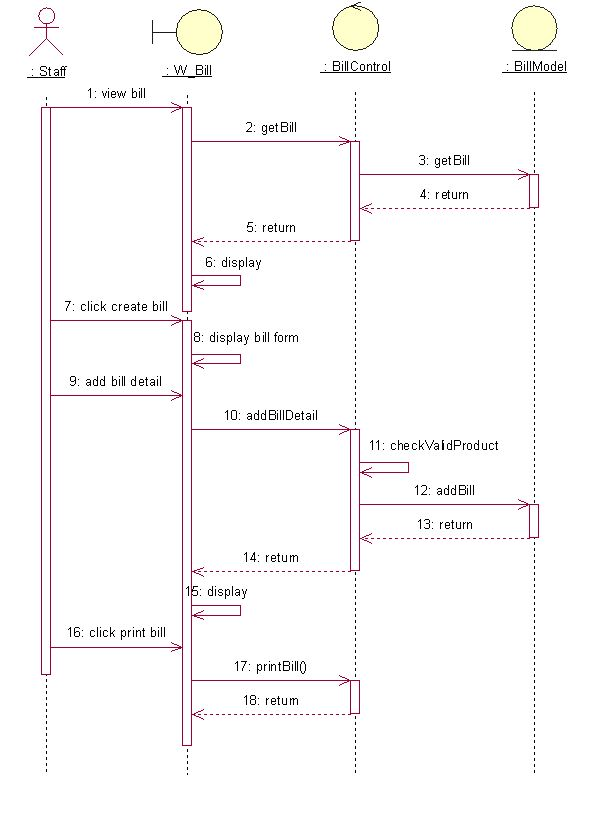 : Staff
: W_Bill
: BillControl
: BillModel
1: view bill
2: getBill
3: getBill
4: return
5: return
6: display
7: click create bill
8: display bill form
9: add bill detail
10: addBillDetail
11: checkValidProduct
12: addBill
13: return
14: return
15: display
16: click print bill
17: printBill()
18: return